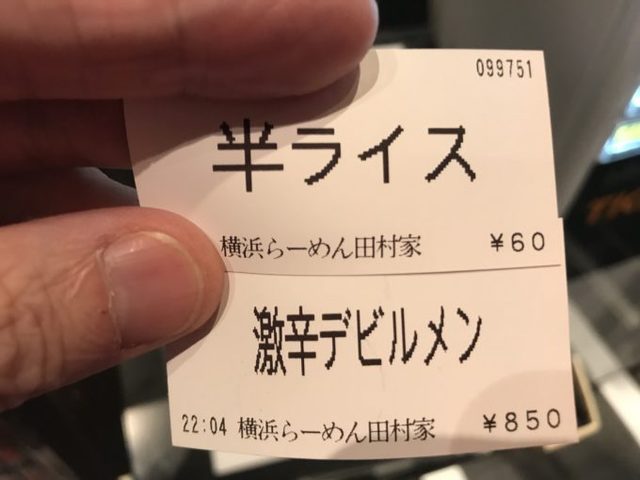 099751
半ライス
横浜らーめん田村家 ¥60
激辛デビルメン
22:04 横浜らーめん田村家 ¥850